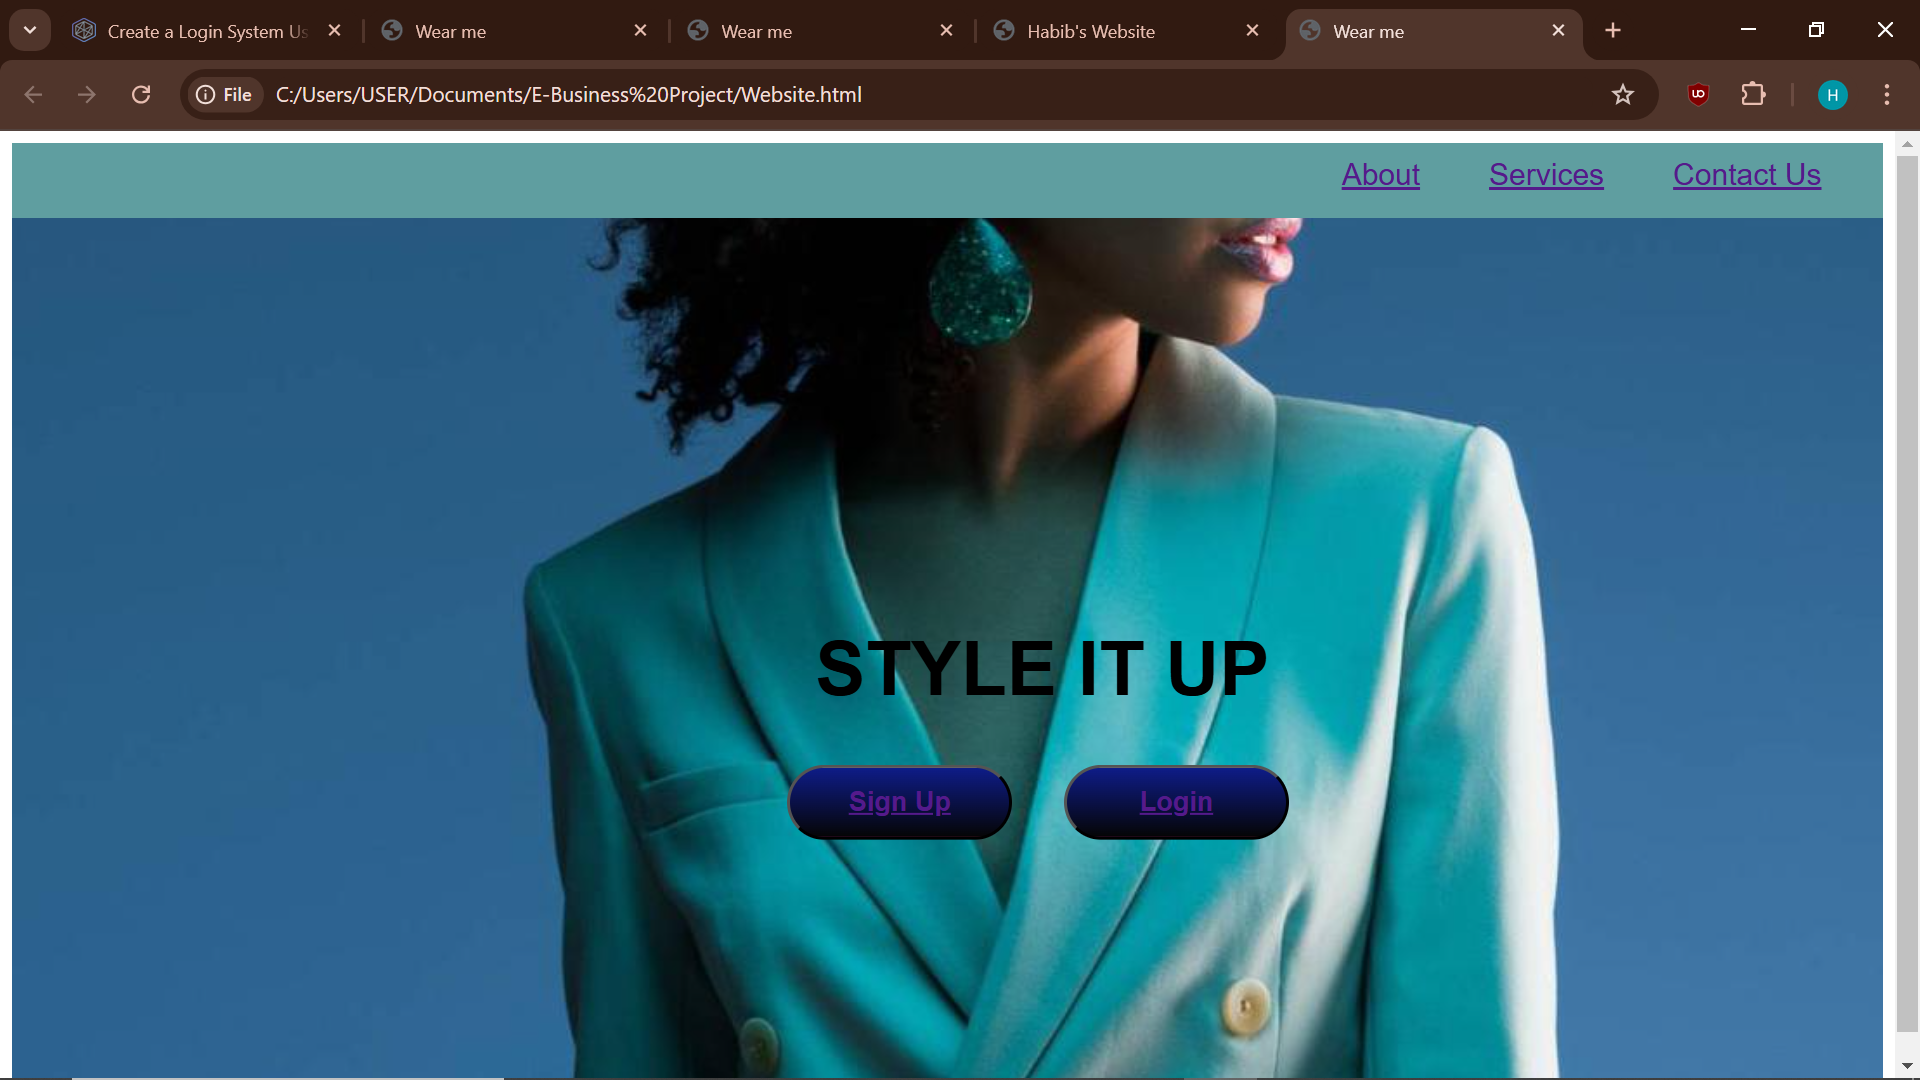 Create a Login System Us
Wear me
Wear me
Habib's Website
Wear me
File
C:/Users/USER/Documents/E-Business%20Project/Website.html
H
About
Services
Contact Us
STYLE IT UP
Sign Up
Login